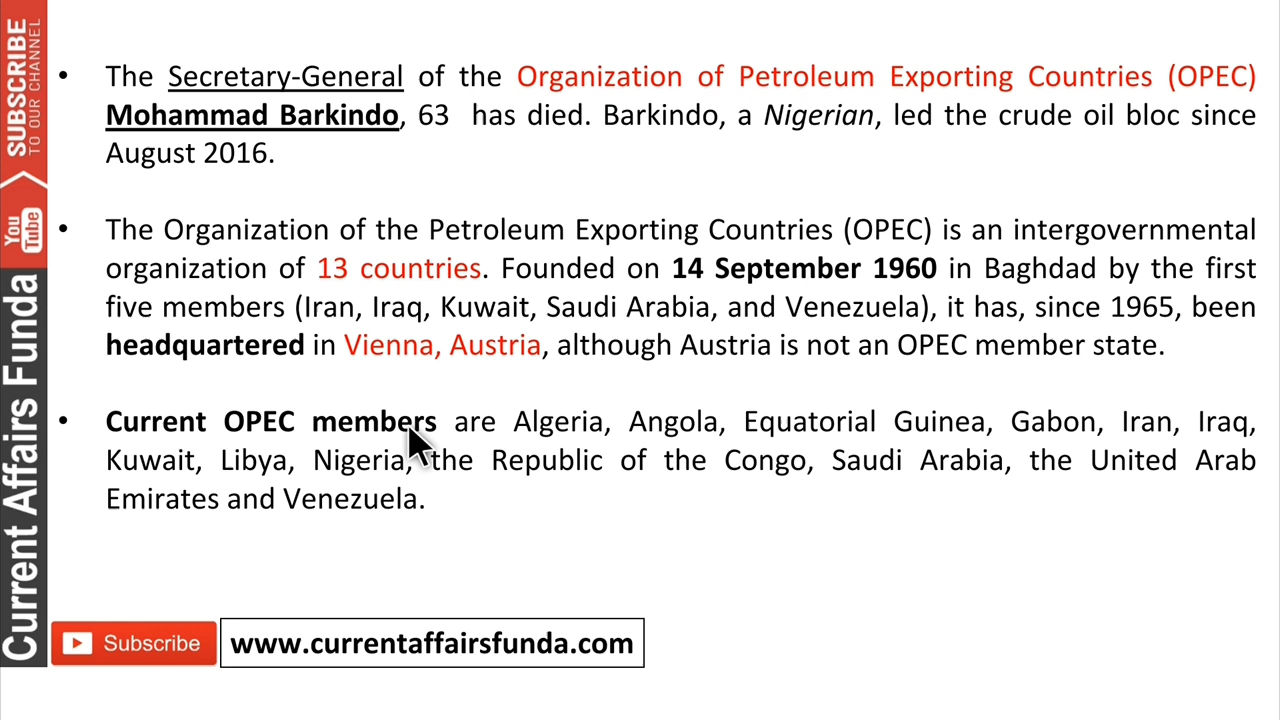 • The Secretary-General of the Organization of Petroleum Exporting Countries (OPEC)
Mohammad Barkindo, 63 has died. Barkindo, a Nigerian, led the crude oil bloc since
August 2016.
• The Organization of the Petroleum Exporting Countries (OPEC) is an intergovernmental
organization of 13 countries. Founded on 14 September 1960 in Baghdad by the first
five members (Iran, Iraq, Kuwait, Saudi Arabia, and Venezuela), it has, since 1965, been
headquartered in Vienna, Austria, although Austria is not an OPEC member state.
• Current OPEC members are Algeria, Angola, Equatorial Guinea, Gabon, Iran, Iraq,
Kuwait, Libya, Nigeria, the Republic of the Congo, Saudi Arabia, the United Arab
Emirates and Venezuela.
SUBSCRIBE
TO OUR CHANNEL
You
Tube
Current Affairs Funda
Subscribe
www.currentaffairsfunda.com